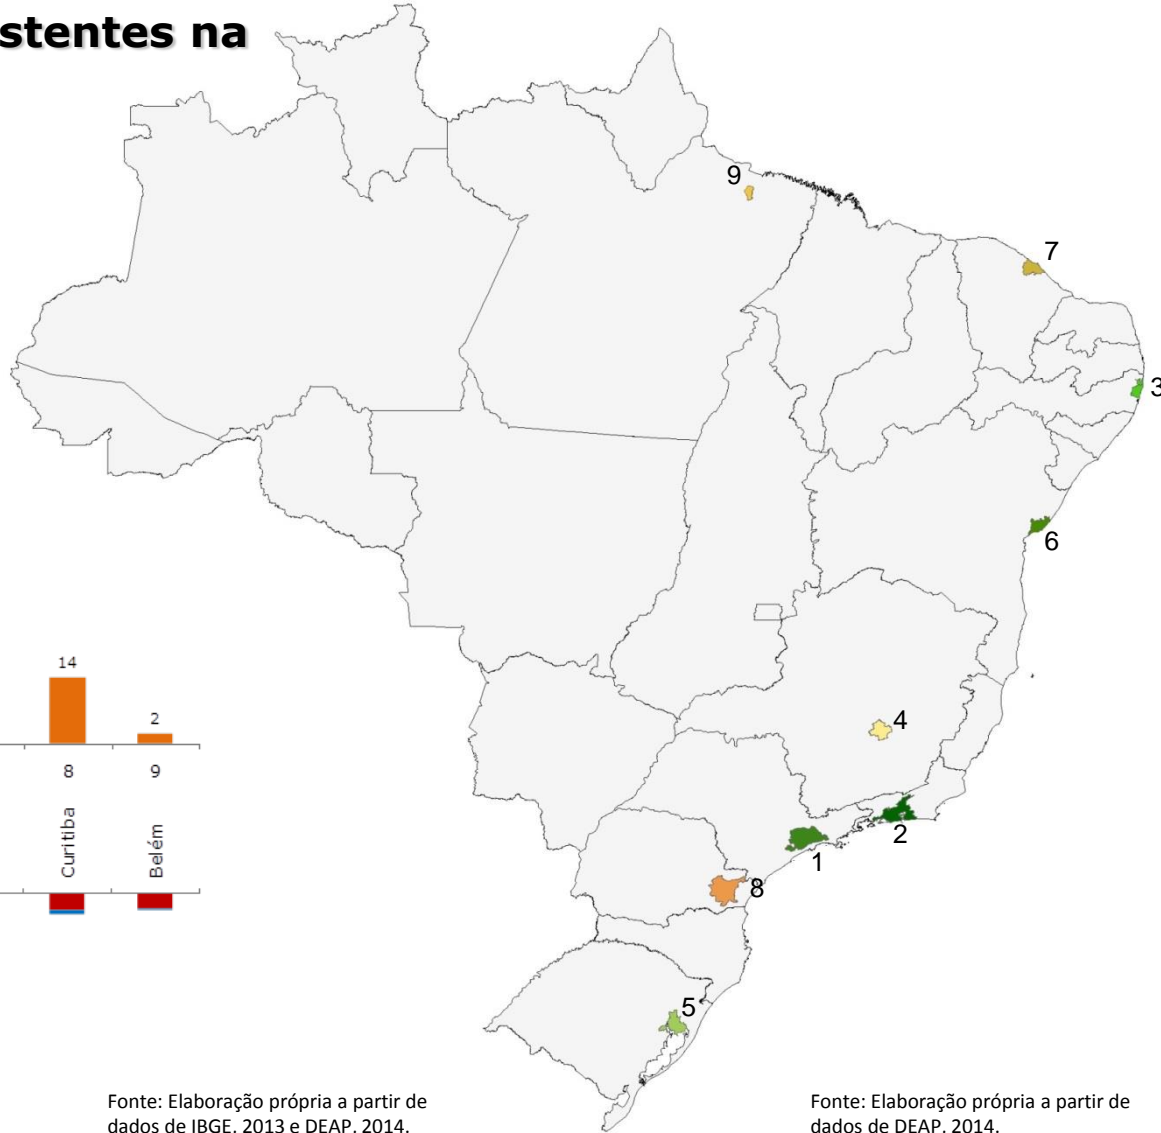 stentes na
9
7
3
6
14
2
4
8
9
Curitiba
Belém
2
1
8
5
Fonte: Elaboração própria a partir de
dados de IBGE, 2013 e DEAP, 2014.
Fonte: Elaboração própria a partir de
dados de DEAP, 2014.